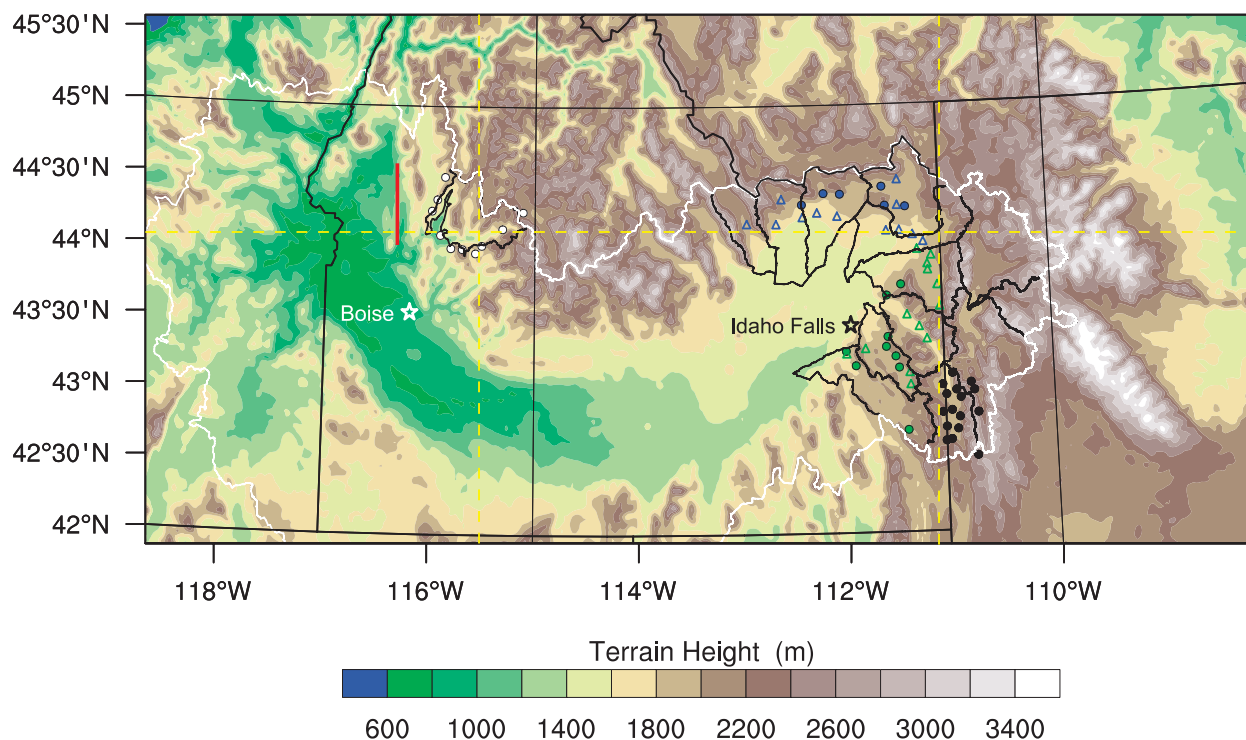 45°30'N
45°N
44°30'N
44°N
43°30'N
43°N
42°30'N
42°N
Boise
Idaho Falls
118°W 116°W 114°W 112°W 110°W
Terrain Height (m)
600 1000 1400 1800 2200 2600 3000 3400